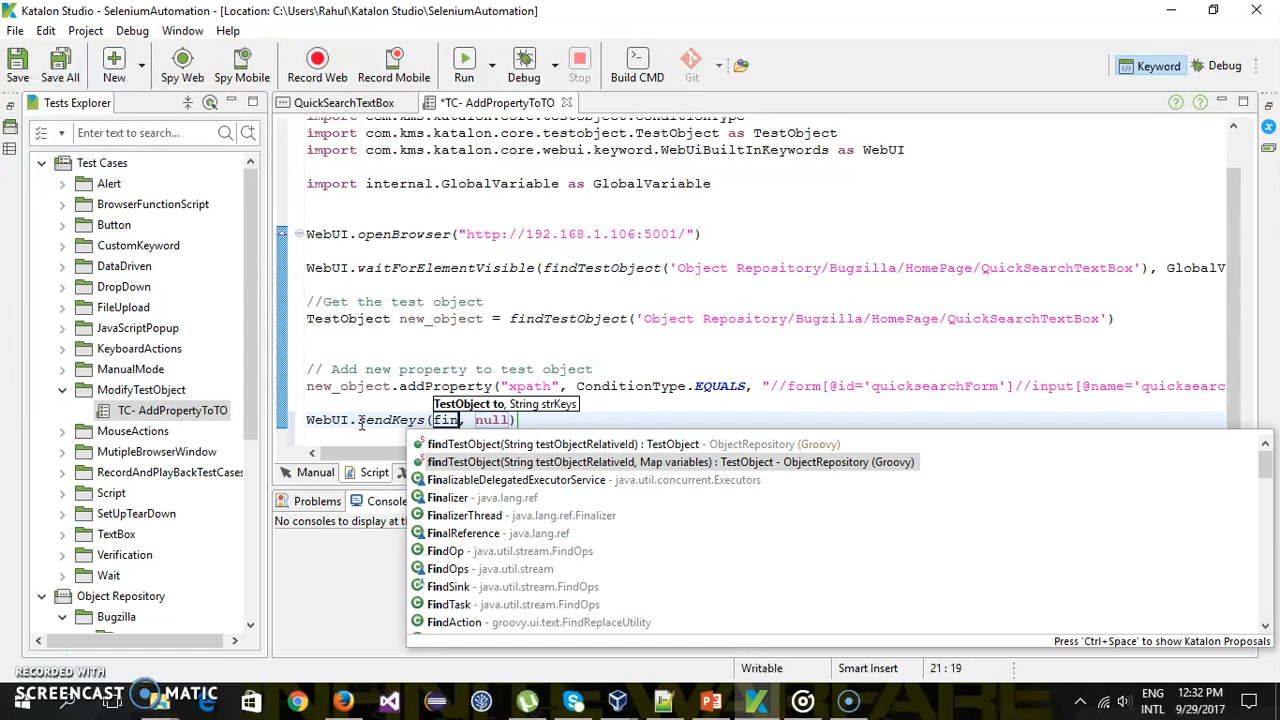 Katalon Studio - SeleniumAutomation - [Location: C:\Users\Rahul\Katalon Studio\SeleniumAutomation]
File Edit Project Debug Window Help
Save Save All New Spy Web Spy Mobile Record Web Record Mobile Run Debug Stop Build CMD Git Keyword Debug
Tests Explorer
Enter text to search...
Test Cases
Alert
BrowserFunctionScript
Button
CustomKeyword
DataDriven
DropDown
FileUpload
JavaScriptPopup
KeyboardActions
ManualMode
ModifyTestObject
TC- AddPropertyToTO
MouseActions
MutipleBrowserWindow
RecordAndPlayBackTestCases
Script
SetUpTearDown
TextBox
Verification
Wait
Object Repository
Bugzilla
QuickSearchTextBox *TC- AddPropertyToTO
import com.kms.katalon.core.testobject.ConditionType
import com.kms.katalon.core.testobject.TestObject as TestObject
import com.kms.katalon.core.webui.keyword.WebUiBuiltInKeywords as WebUI
import internal.GlobalVariable as GlobalVariable
WebUI.openBrowser("http://192.168.1.106:5001/")
WebUI.waitForElementVisible(findTestObject('Object Repository/Bugzilla/HomePage/QuickSearchTextBox'), GlobalV
//Get the test object
TestObject new_object = findTestObject('Object Repository/Bugzilla/HomePage/QuickSearchTextBox')
// Add new property to test object
new_object.addProperty("xpath", ConditionType.EQUALS, "//form[@id='quicksearchForm']//input[@name='quicksearc
TestObject to, String strKeys
WebUI.sendKeys(fin, null)
findTestObject(String testObjectRelativeId) : TestObject - ObjectRepository (Groovy)
findTestObject(String testObjectRelativeId, Map variables) : TestObject - ObjectRepository (Groovy)
FinalizableDelegatedExecutorService - java.util.concurrent.Executors
Finalizer - java.lang.ref
FinalizerThread - java.lang.ref.Finalizer
FinalReference - java.lang.ref
FindOp - java.util.stream.FindOps
FindOps - java.util.stream
FindSink - java.util.stream.FindOps
FindTask - java.util.stream.FindOps
FindAction - groovy.ui.text.FindReplaceUtility
Press 'Ctrl+Space' to show Katalon Proposals
Manual Script
Problems Console
No consoles to display at th
Writable Smart Insert 21 : 19
RECORDED WITH
SCREENCAST MATIC
ENG 12:32 PM
INTL 9/29/2017